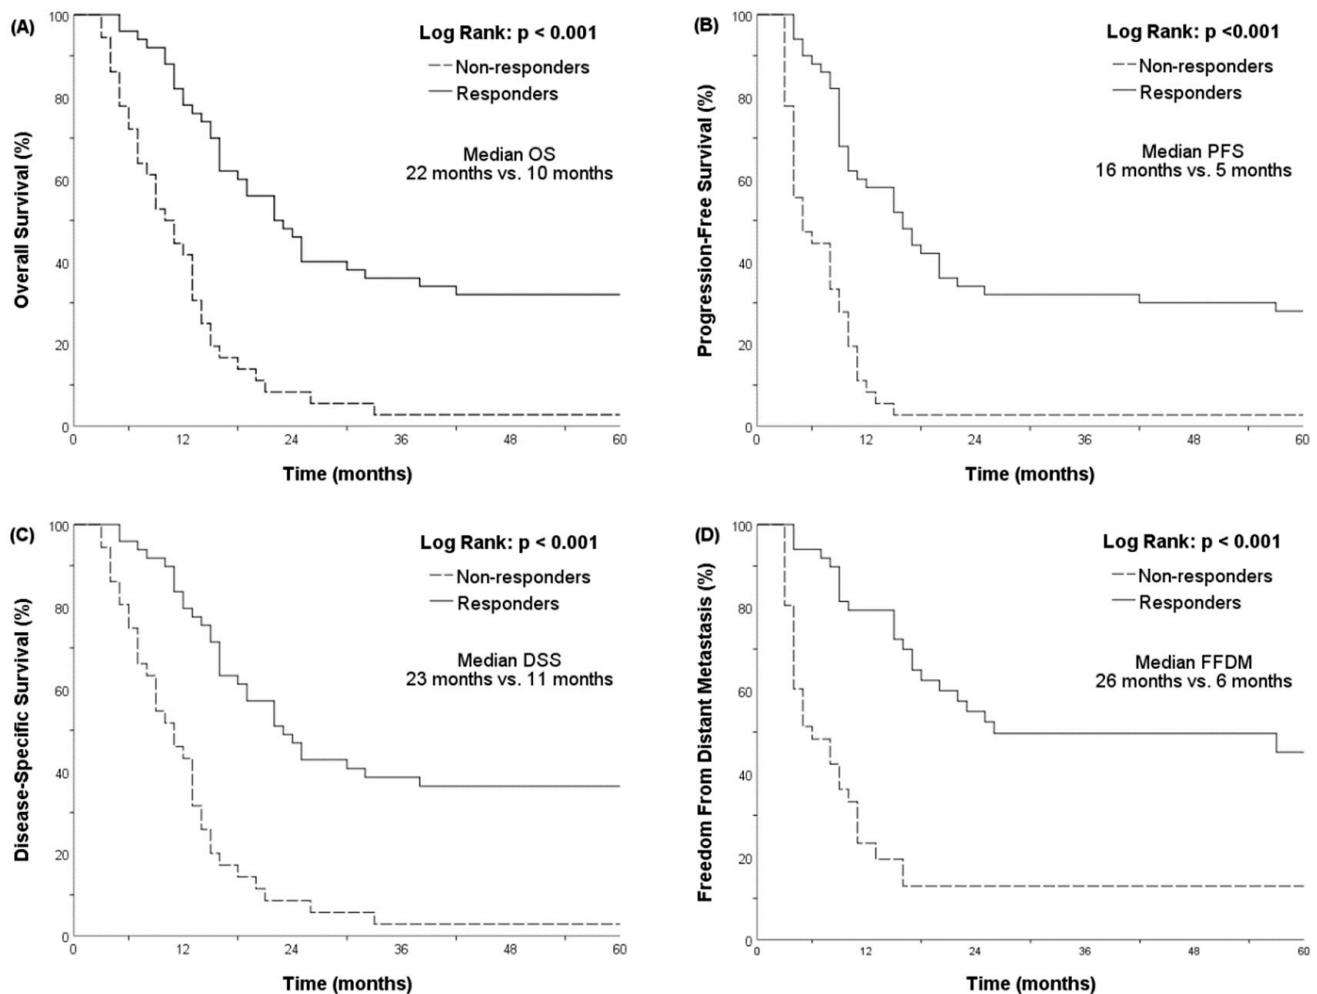 (A)
Log Rank: p < 0.001
Non-responders
Responders
Median OS
22 months vs. 10 months
Overall Survival (%)
100
80
60
40
20
0
0 12 24 36 48 60
Time (months)
(B)
Log Rank: p <0.001
Non-responders
Responders
Median PFS
16 months vs. 5 months
Progression-Free Survival (%)
100
80
60
40
20
0
0 12 24 36 48 60
Time (months)
(C)
Log Rank: p < 0.001
Non-responders
Responders
Median DSS
23 months vs. 11 months
Disease-Specific Survival (%)
100
80
60
40
20
0
0 12 24 36 48 60
Time (months)
(D)
Log Rank: p < 0.001
Non-responders
Responders
Median FFDM
26 months vs. 6 months
Freedom From Distant Metastasis (%)
100
80
60
40
20
0
0 12 24 36 48 60
Time (months)